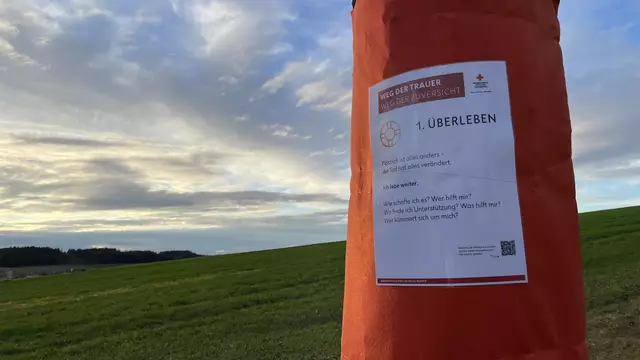 WEG DER TRAUER
WEG DER ZUVERSICHT
1. ÜBERLEBEN
Plötzlich ist alles anders -
der Tod hat alles verändert.
Ich lebe weiter.
Wie schaffe ich es? Wer hilft mir?
Wo finde ich Unterstützung? Was hilft mir?
Wer kümmert sich um mich?